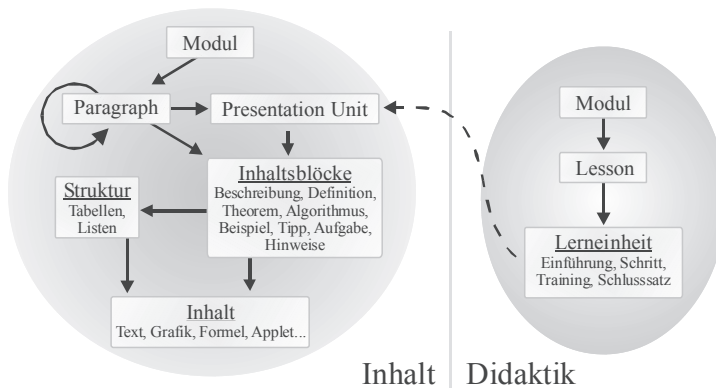 Modul
Paragraph
Presentation Unit
Inhaltsblöcke
Beschreibung, Definition,
Theorem, Algorithmus,
Beispiel, Tipp, Aufgabe,
Hinweise
Struktur
Tabellen,
Listen
Inhalt
Text, Grafik, Formel, Applet...
Inhalt
Modul
Lesson
Lerneinheit
Einführung, Schritt,
Training, Schlusssatz
Didaktik